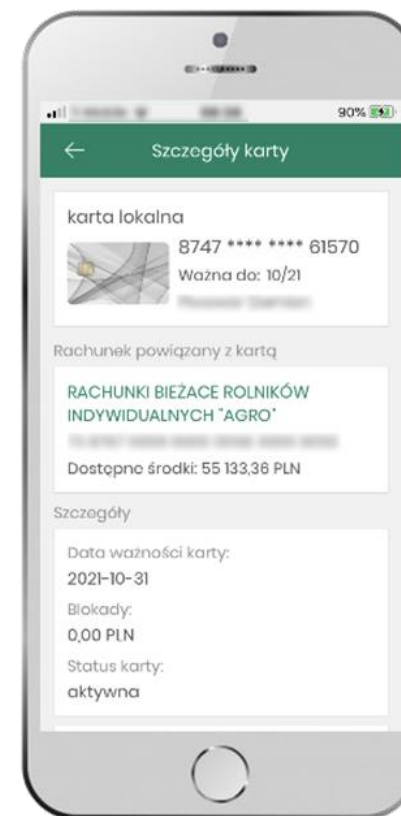 90%
Szczegóły karty
karta lokalna
8747 **** **** 61570
Ważna do: 10/21
Rachunek powiązany z kartą
RACHUNKI BIEŻACE ROLNIKÓW
INDYWIDUALNYCH "AGRO"
Dostępne środki: 55 133,36 PLN
Szczegóły
Data ważności karty:
2021-10-31
Blokady:
0,00 PLN
Status karty:
aktywna